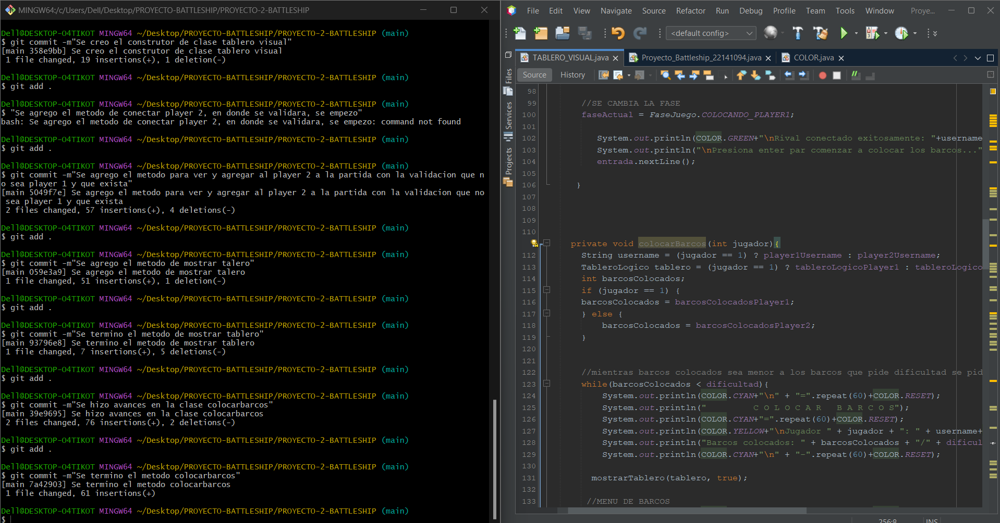 MINGW64:/c/Users/Dell/Desktop/PROYECTO-BATTLESHIP/PROYECTO-2-BATTLESHIP
Dell@DESKTOP-O4TIKOT MINGW64 ~/Desktop/PROYECTO-BATTLESHIP/PROYECTO-2-BATTLESHIP (main)
$ git commit -m"Se creo el construtor de clase tablero visual"
[main 358e9bb] Se creo el construtor de clase tablero visual
1 file changed, 19 insertions(+), 1 deletion(-)
Dell@DESKTOP-O4TIKOT MINGW64 ~/Desktop/PROYECTO-BATTLESHIP/PROYECTO-2-BATTLESHIP (main)
$ git add .
Dell@DESKTOP-O4TIKOT MINGW64 ~/Desktop/PROYECTO-BATTLESHIP/PROYECTO-2-BATTLESHIP (main)
$ "Se agrego el metodo de conectar player 2, en donde se validara, se empezo"
bash: Se agrego el metodo de conectar player 2, en donde se validara, se empezo: command not found
Dell@DESKTOP-O4TIKOT MINGW64 ~/Desktop/PROYECTO-BATTLESHIP/PROYECTO-2-BATTLESHIP (main)
$ git add .
Dell@DESKTOP-O4TIKOT MINGW64 ~/Desktop/PROYECTO-BATTLESHIP/PROYECTO-2-BATTLESHIP (main)
$ git commit -m"Se agrego el metodo para ver y agregar al player 2 a la partida con la validacion que n
o sea player 1 y que exista"
[main 5049f7e] Se agrego el metodo para ver y agregar al player 2 a la partida con la validacion que no
sea player 1 y que exista
2 files changed, 57 insertions(+), 4 deletions(-)
Dell@DESKTOP-O4TIKOT MINGW64 ~/Desktop/PROYECTO-BATTLESHIP/PROYECTO-2-BATTLESHIP (main)
$ git add .
Dell@DESKTOP-O4TIKOT MINGW64 ~/Desktop/PROYECTO-BATTLESHIP/PROYECTO-2-BATTLESHIP (main)
$ git commit -m"Se agrego el metodo de mostrar talero"
[main 059e3a9] Se agrego el metodo de mostrar talero
1 file changed, 51 insertions(+), 1 deletion(-)
Dell@DESKTOP-O4TIKOT MINGW64 ~/Desktop/PROYECTO-BATTLESHIP/PROYECTO-2-BATTLESHIP (main)
$ git add .
Dell@DESKTOP-O4TIKOT MINGW64 ~/Desktop/PROYECTO-BATTLESHIP/PROYECTO-2-BATTLESHIP (main)
$ git commit -m"Se termino el metodo de mostrar tablero"
[main 93796e8] Se termino el metodo de mostrar tablero
1 file changed, 7 insertions(+), 5 deletions(-)
Dell@DESKTOP-O4TIKOT MINGW64 ~/Desktop/PROYECTO-BATTLESHIP/PROYECTO-2-BATTLESHIP (main)
$ git add .
Dell@DESKTOP-O4TIKOT MINGW64 ~/Desktop/PROYECTO-BATTLESHIP/PROYECTO-2-BATTLESHIP (main)
$ git commit -m"Se hizo avances en la clase colocarbarcos"
[main 39e9695] Se hizo avances en la clase colocarbarcos
2 files changed, 76 insertions(+), 2 deletions(-)
Dell@DESKTOP-O4TIKOT MINGW64 ~/Desktop/PROYECTO-BATTLESHIP/PROYECTO-2-BATTLESHIP (main)
$ git add .
Dell@DESKTOP-O4TIKOT MINGW64 ~/Desktop/PROYECTO-BATTLESHIP/PROYECTO-2-BATTLESHIP (main)
$ git commit -m"Se termino el metodo colocarbarcos"
[main 7a42903] Se termino el metodo colocarbarcos
1 file changed, 61 insertions(+)
Dell@DESKTOP-O4TIKOT MINGW64 ~/Desktop/PROYECTO-BATTLESHIP/PROYECTO-2-BATTLESHIP (main)
$
File Edit View Navigate Source Refactor Run Debug Profile Team Tools Window Proye...
<default config>
TABLERO_VISUAL.java Proyecto_Battleship_22141094.java COLOR.java
Source History
Files
Services
Projects
98
99 //SE CAMBIA LA FASE
100 faseActual = FaseJuego.COLOCANDO_PLAYER1;
101
102 System.out.println(COLOR.GREEN+"\nRival conectado exitosamente: "+username
103 System.out.println("\nPresiona enter par comenzar a colocar los barcos..."
104 entrada.nextLine();
105
106 }
107
108
109
110
private void colocarBarcos(int jugador){
112 String username = (jugador == 1) ? player1Username : player2Username;
113 TableroLogico tablero = (jugador == 1) ? tableroLogicoPlayer1 : tableroLogico
114 int barcosColocados;
115 if (jugador == 1) {
116 barcosColocados = barcosColocadosPlayer1;
117 } else {
118 barcosColocados = barcosColocadosPlayer2;
119 }
120
121
122 //mientras barcos colocados sea menor a los barcos que pide dificultad se pid
123 while(barcosColocados < dificultad){
124 System.out.println(COLOR.CYAN+"\n" + "=".repeat(60)+COLOR.RESET);
125 System.out.println(" C O L O C A R B A R C O S");
126 System.out.println(COLOR.CYAN+"=".repeat(60)+COLOR.RESET);
127 System.out.println(COLOR.YELLOW+"\nJugador " + jugador + ": " + username+
128 System.out.println("Barcos colocados: " + barcosColocados + "/" + dificul
129 System.out.println(COLOR.CYAN+"\n" + "-".repeat(60)+COLOR.RESET);
130
131 mostrarTablero(tablero, true);
132
133 //MENU DE BARCOS
256:8 INS